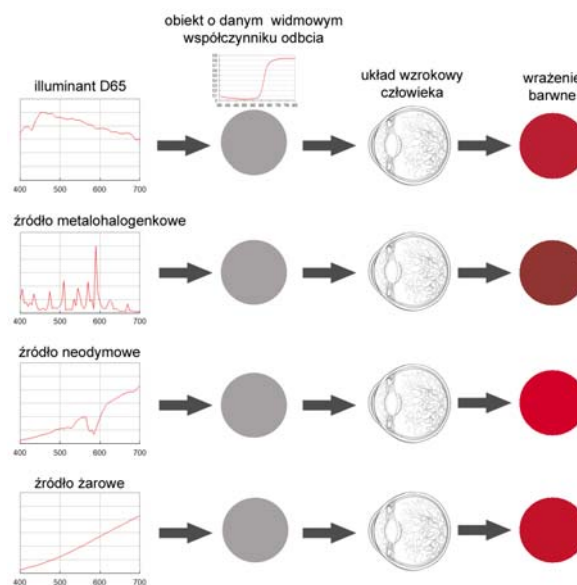 obiekt o danym widmowym
współczynniku odbcia
illuminant D65
układ wzrokowy
człowieka
wrażenie
barwne
400 500 600 700
źródło metalohalogenkowe
400 500 600 700
źródło neodymowe
400 500 600 700
źródło żarowe
400 500 600 700